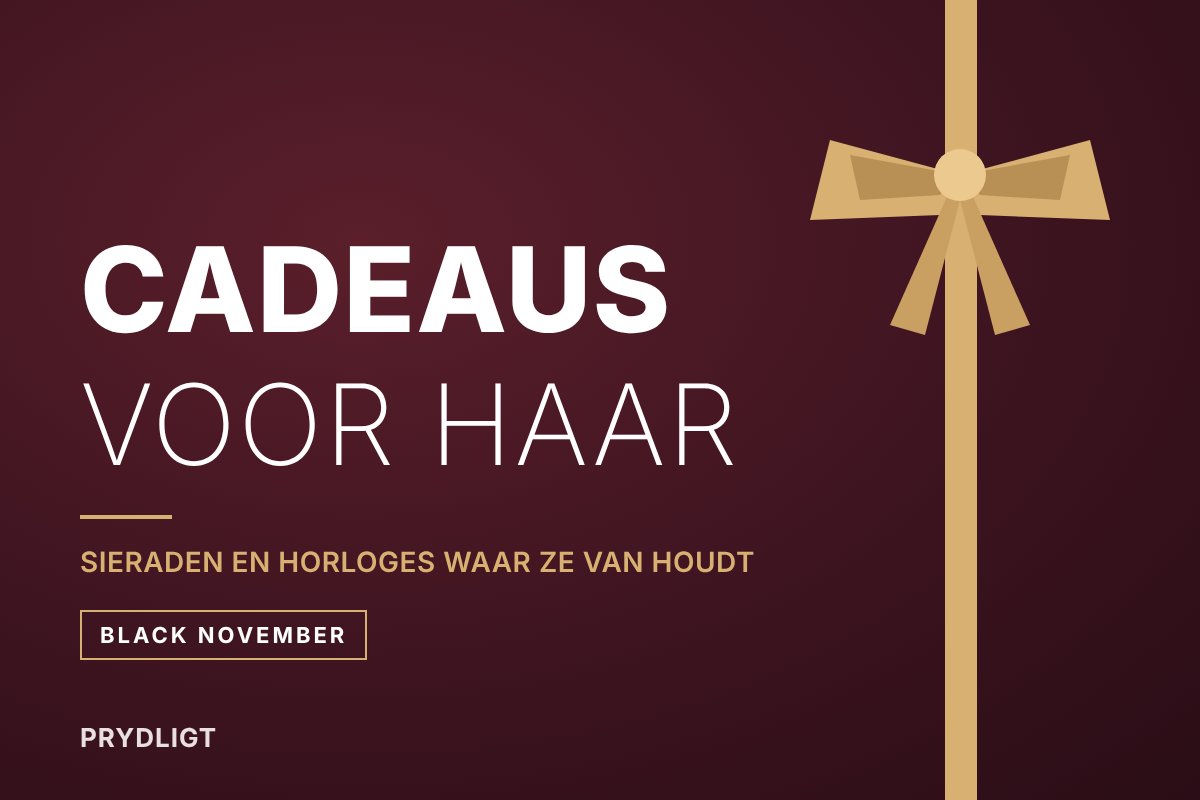 CADEAUS
VOOR HAAR
SIERADEN EN HORLOGES WAAR ZE VAN HOUDT
BLACK NOVEMBER
PRYDLIGT